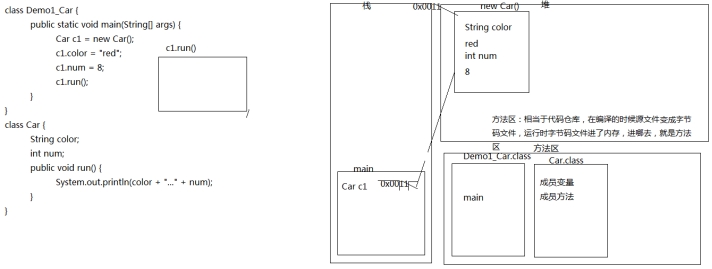 class Demo1_Car {
public static void main(String[] args) {
Car c1 = new Car();
c1.color = "red";
c1.num = 8;
c1.run();
}
}
class Car {
String color;
int num;
public void run() {
System.out.println(color + "..." + num);
}
}
c1.run()
栈
main
Car c1 0x0011
0x0011
new Car()
堆
String color
red
int num
8
方法区：相当于代码仓库，在编译的时候源文件变成字节
码文件，运行时字节码文件进了内存，进哪去，就是方法
区
方法区
Demo1_Car.class
main
Car.class
成员变量
成员方法